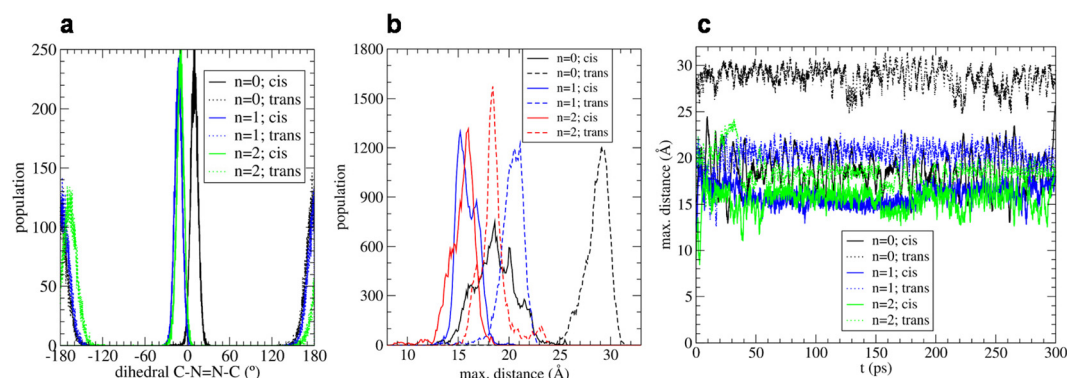 a
250
200
150
100
50
0
population
-180
-120
-60
0
60
120
180
dihedral C-N=N-C (º)
n=0; cis
n=0; trans
n=1; cis
n=1; trans
n=2; cis
n=2; trans
b
1800
1500
1200
900
600
300
0
population
10
15
20
25
30
max. distance (Å)
n=0; cis
n=0; trans
n=1; cis
n=1; trans
n=2; cis
n=2; trans
c
30
25
20
15
10
5
0
max. distance (Å)
0
50
100
150
200
250
300
t (ps)
n=0; cis
n=0; trans
n=1; cis
n=1; trans
n=2; cis
n=2; trans